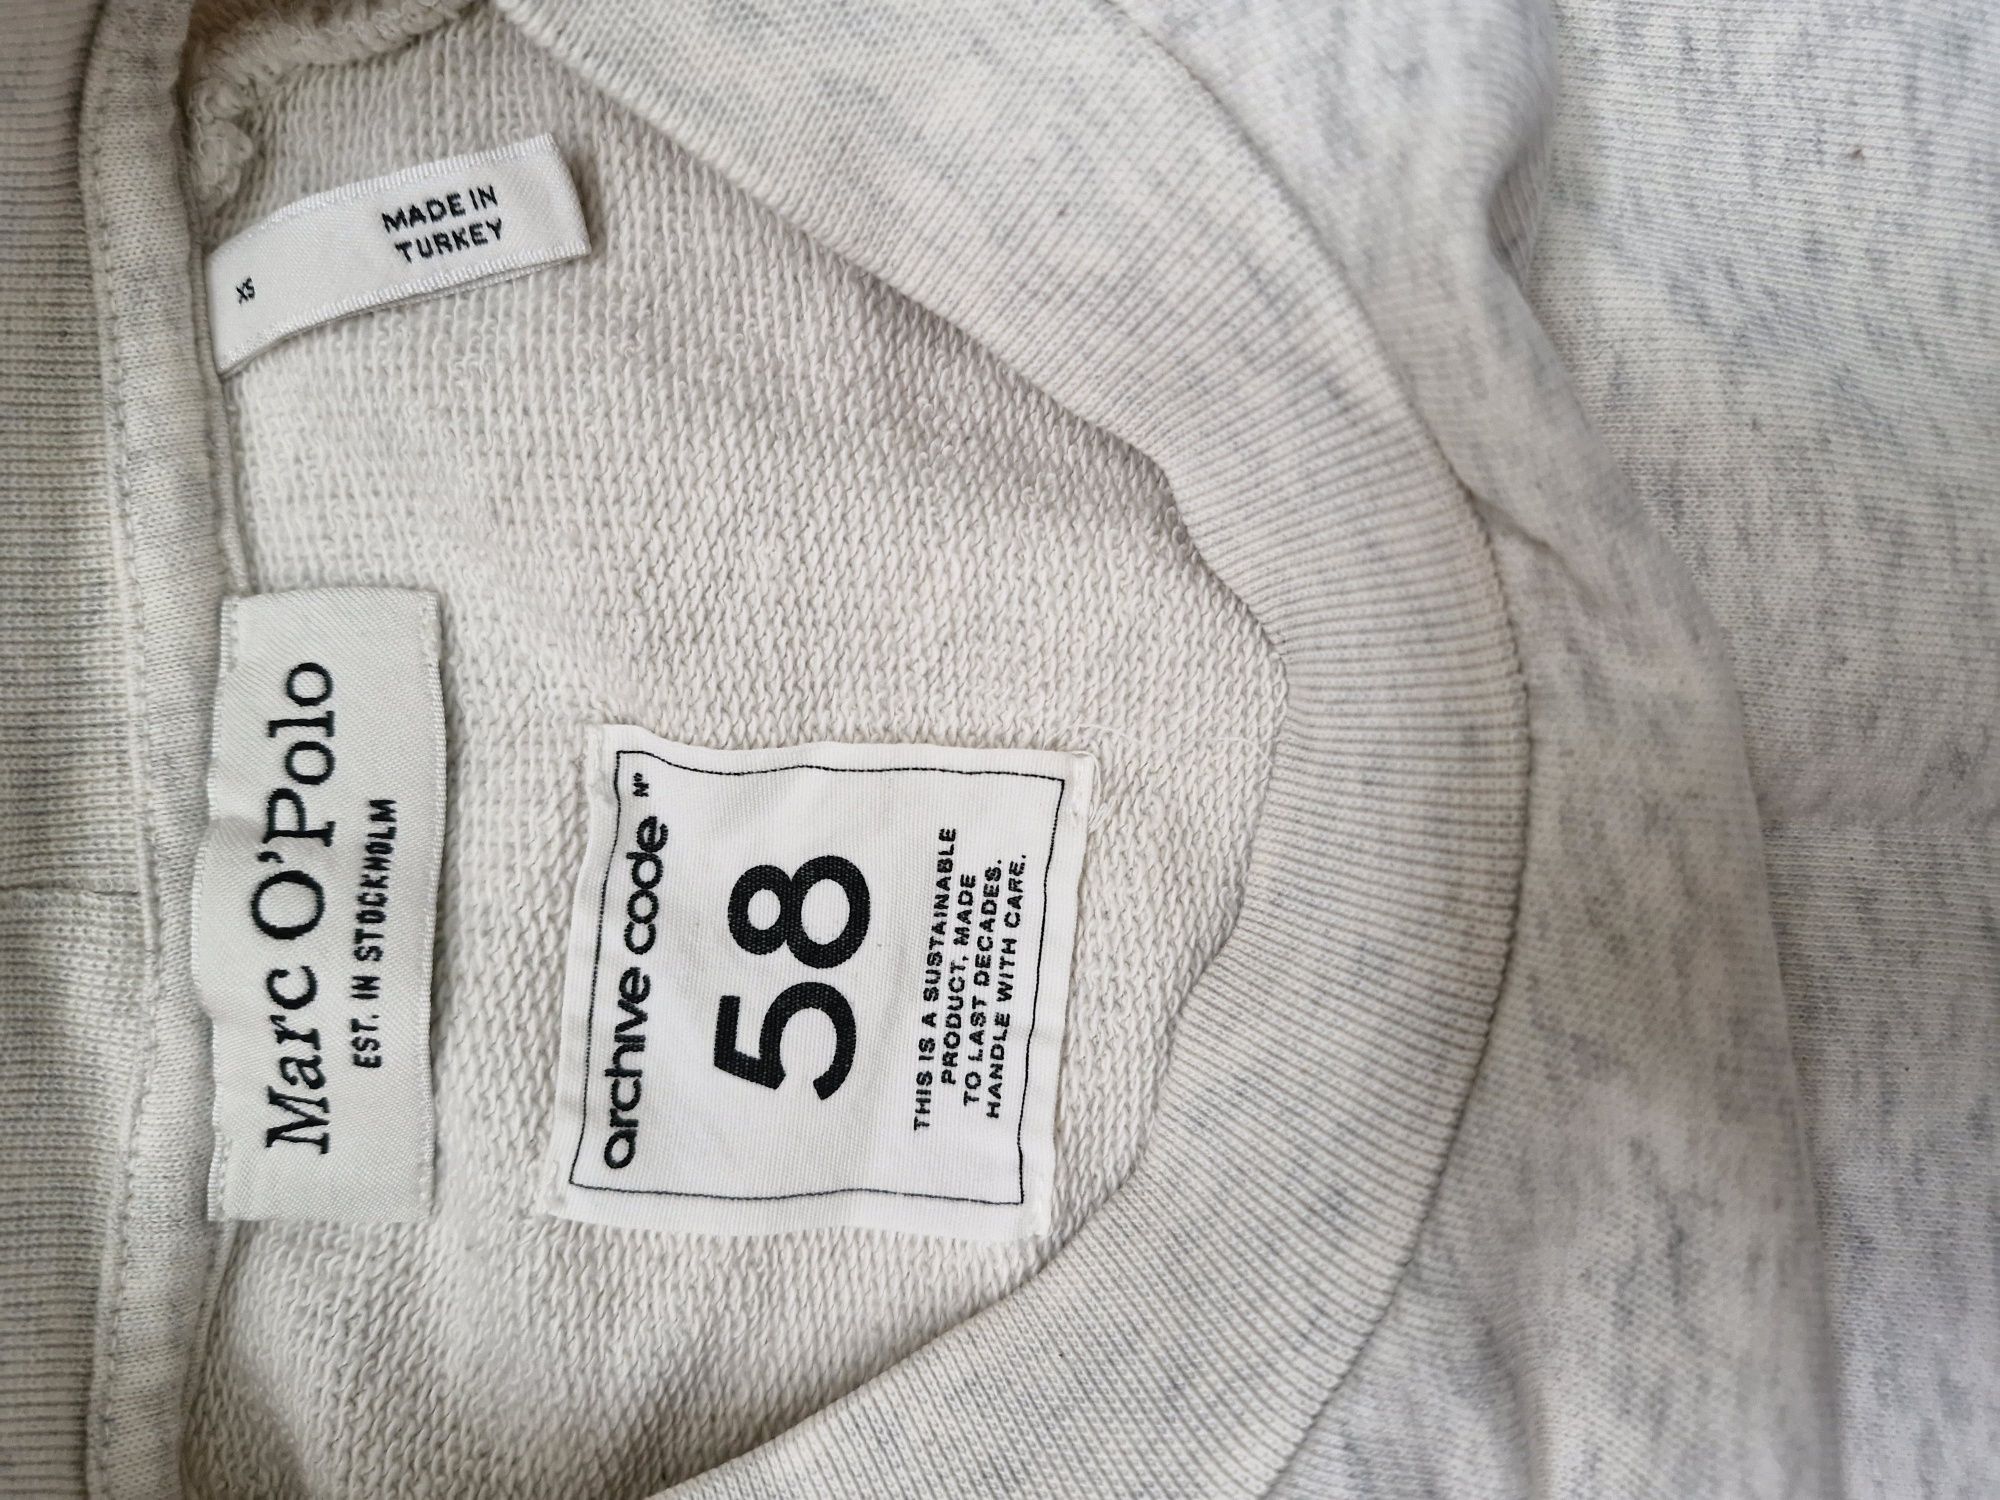 Marc O'Polo
EST. IN STOCKHOLM
XS
MADE IN
TURKEY
archive code N°
58
THIS IS A SUSTAINABLE
PRODUCT, MADE
TO LAST DECADES.
HANDLE WITH CARE.